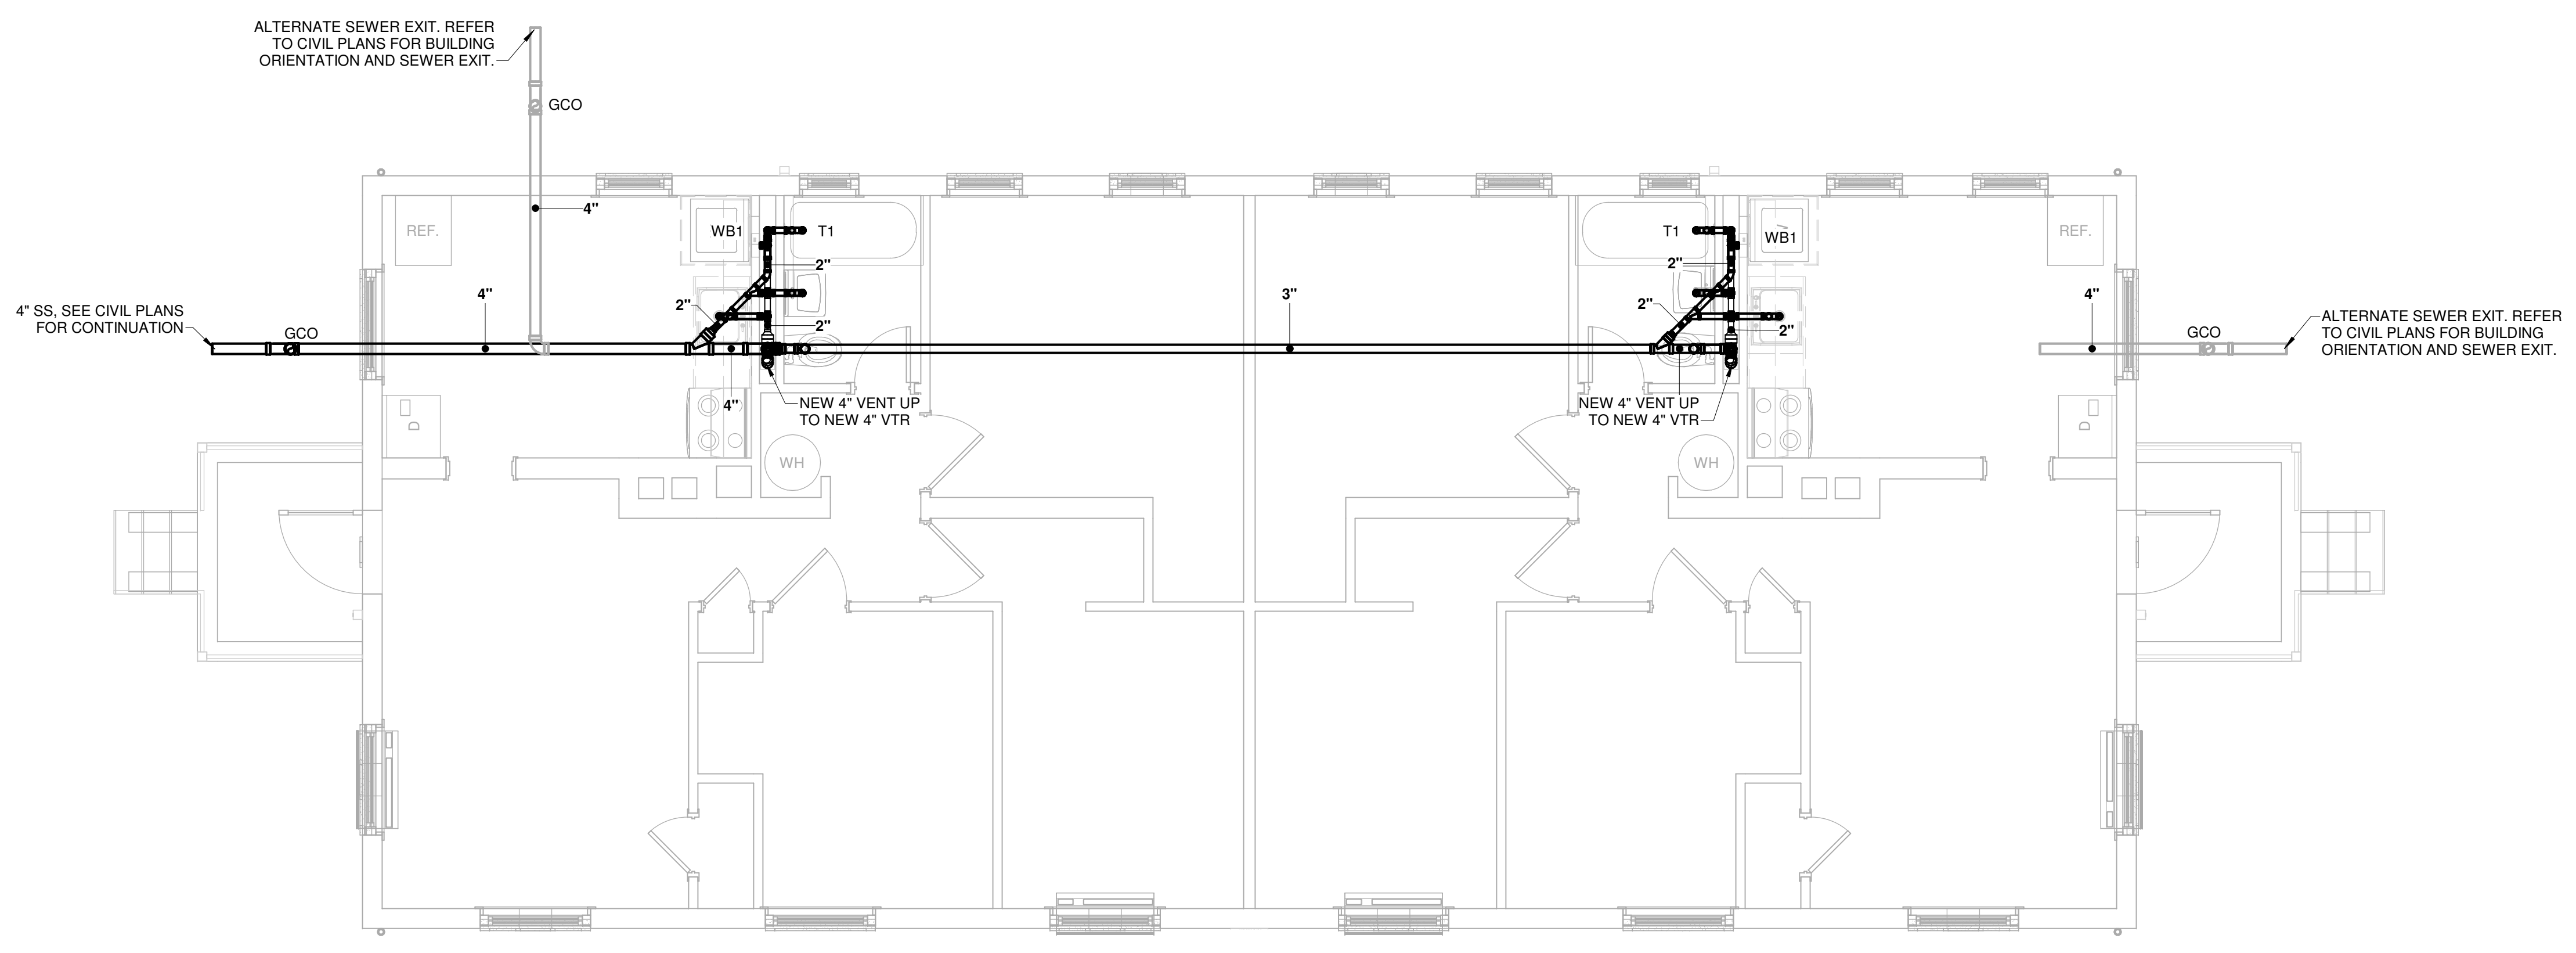 ALTERNATE SEWER EXIT. REFER
TO CIVIL PLANS FOR BUILDING
ORIENTATION AND SEWER EXIT.
GCO
4"
REF.
WB1
T1
2"
T1
WB1
2"
REF.
4" SS, SEE CIVIL PLANS
FOR CONTINUATION
GCO
4"
2"
2"
3"
2"
2"
4"
GCO
ALTERNATE SEWER EXIT. REFER
TO CIVIL PLANS FOR BUILDING
ORIENTATION AND SEWER EXIT.
4"
NEW 4" VENT UP
TO NEW 4" VTR
NEW 4" VENT UP
TO NEW 4" VTR
D
WH
WH
D